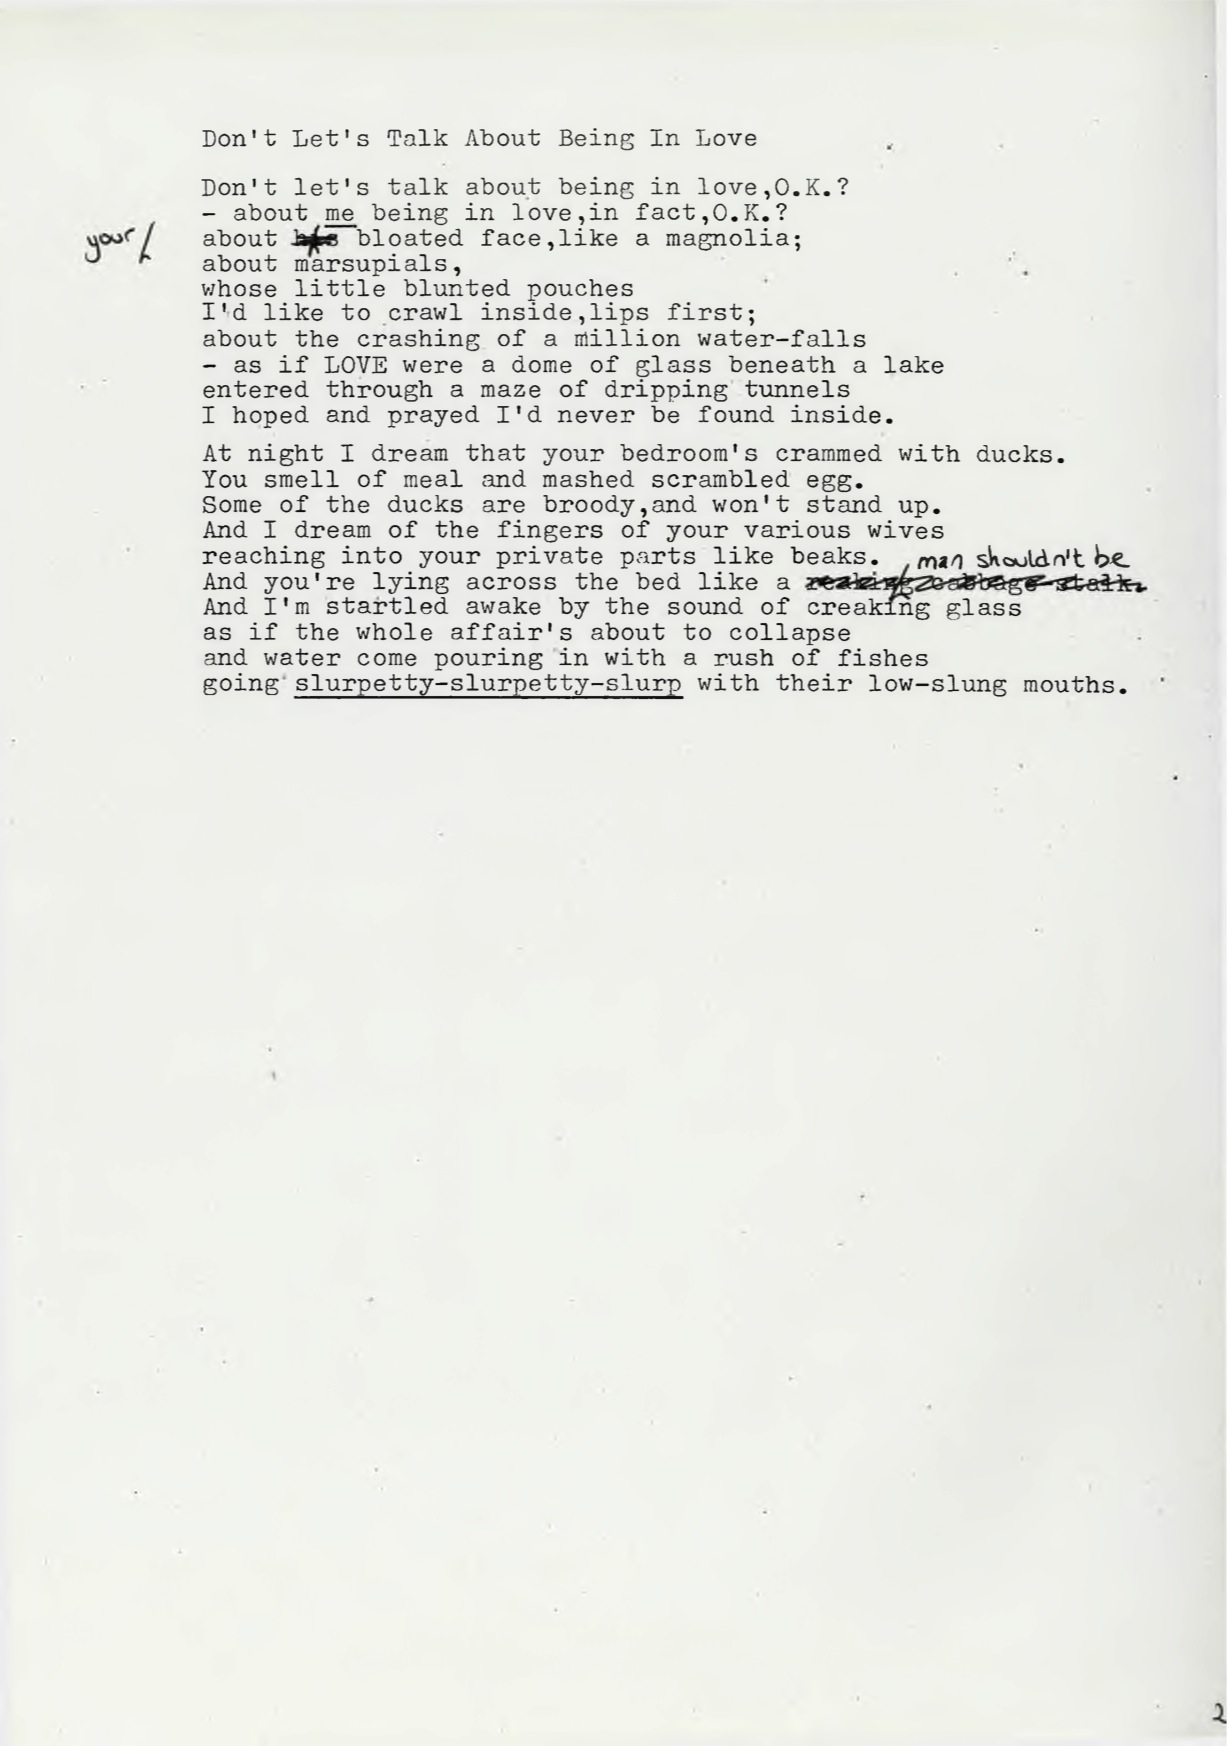 Don't Let's Talk About Being In Love
Don't let's talk about being in love,O.K.?
- about me being in love,in fact,O.K.?
your/
about his bloated face,like a magnolia;
about marsupials,
whose little blunted pouches
I'd like to crawl inside,lips first;
about the crashing of a million water-falls
- as if LOVE were a dome of glass beneath a lake
entered through a maze of dripping tunnels
I hoped and prayed I'd never be found inside.
At night I dream that your bedroom's crammed with ducks.
You smell of meal and mashed scrambled egg.
Some of the ducks are broody,and won't stand up.
And I dream of the fingers of your various wives
reaching into your private parts like beaks.
man shouldn't be
And you're lying across the bed like a cabbage stalk.
And I'm startled awake by the sound of creaking glass
as if the whole affair's about to collapse
and water come pouring in with a rush of fishes
going slurpetty-slurpetty-slurp with their low-slung mouths.
2